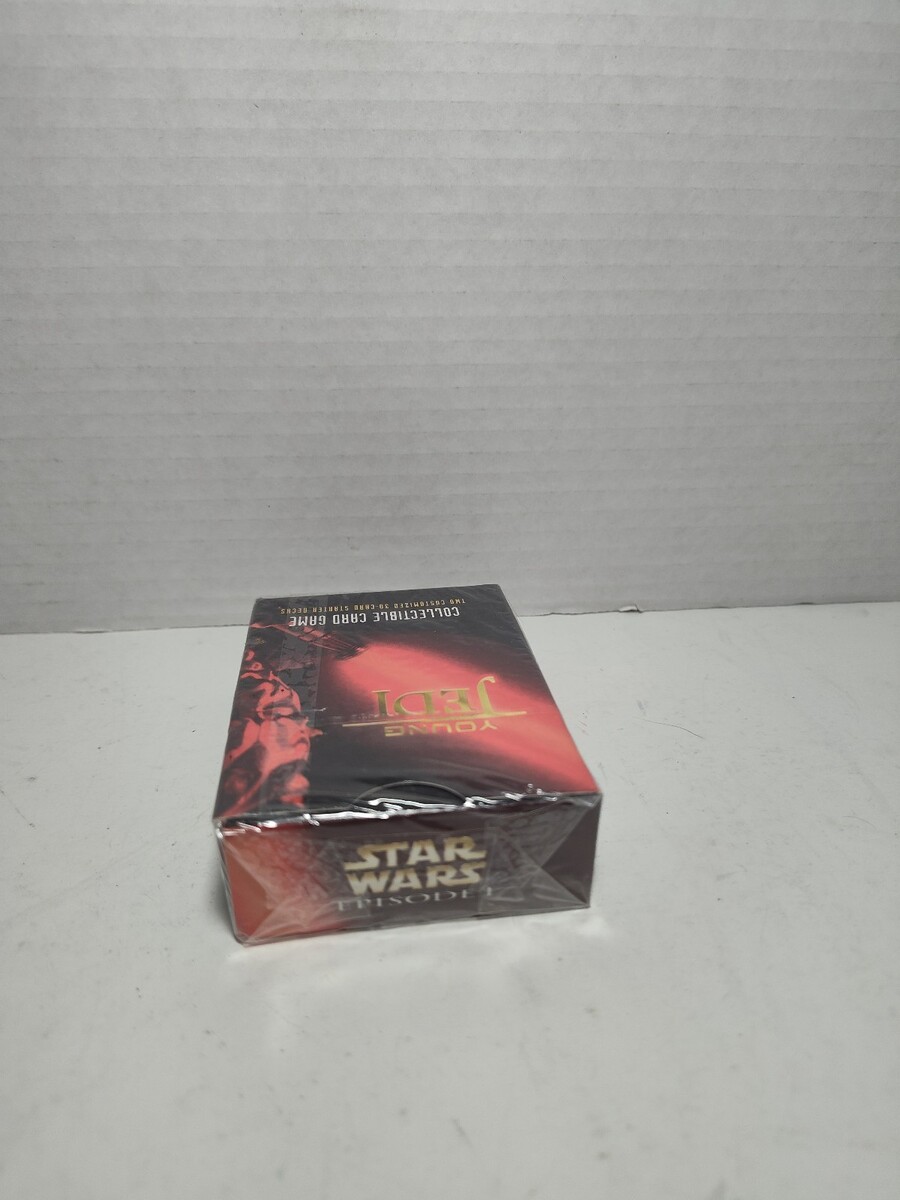 COLLECTIBLE CARD GAME
TWO CUSTOMIZED 30-CARD STARTER DECKS
YOUNG
JEDI
STAR
WARS
EPISODE I